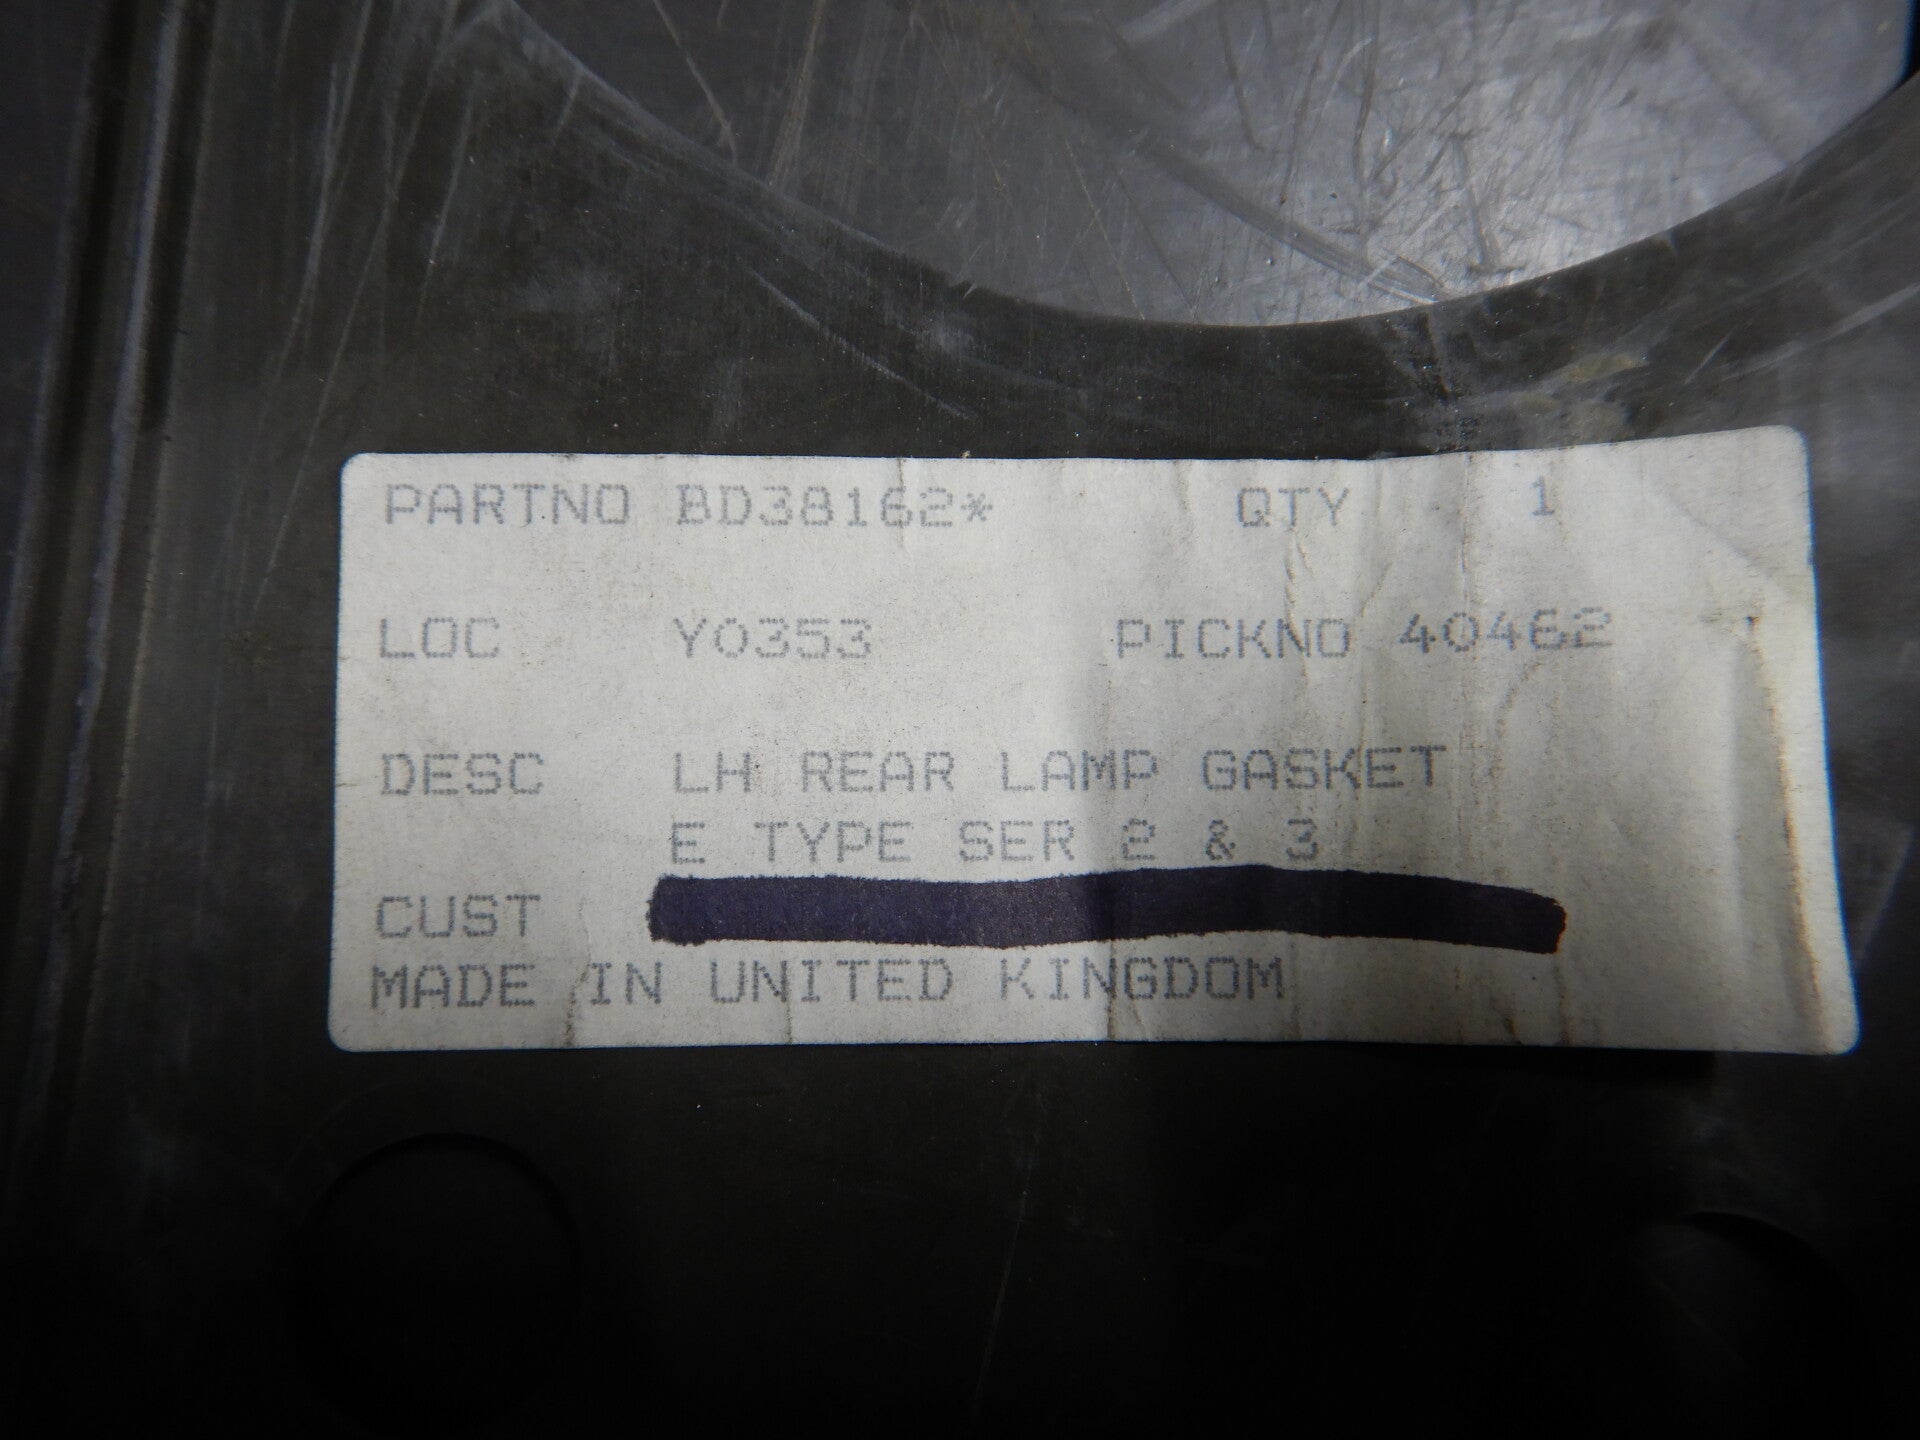 PARTNO BD38162* QTY 1
LOC Y0353 PICKNO 40462
DESC LH REAR LAMP GASKET
E TYPE SER 2 & 3
CUST
MADE IN UNITED KINGDOM